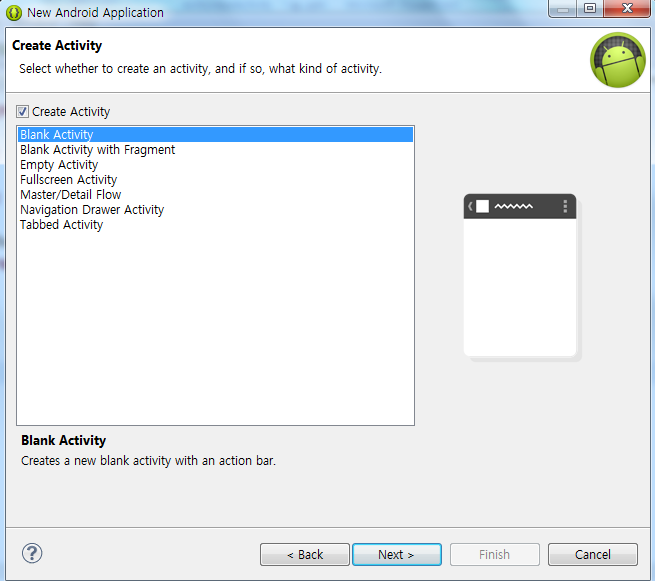 New Android Application
Create Activity
Select whether to create an activity, and if so, what kind of activity.
Create Activity
Blank Activity
Blank Activity with Fragment
Empty Activity
Fullscreen Activity
Master/Detail Flow
Navigation Drawer Activity
Tabbed Activity
Blank Activity
Creates a new blank activity with an action bar.
?
< Back
Next >
Finish
Cancel